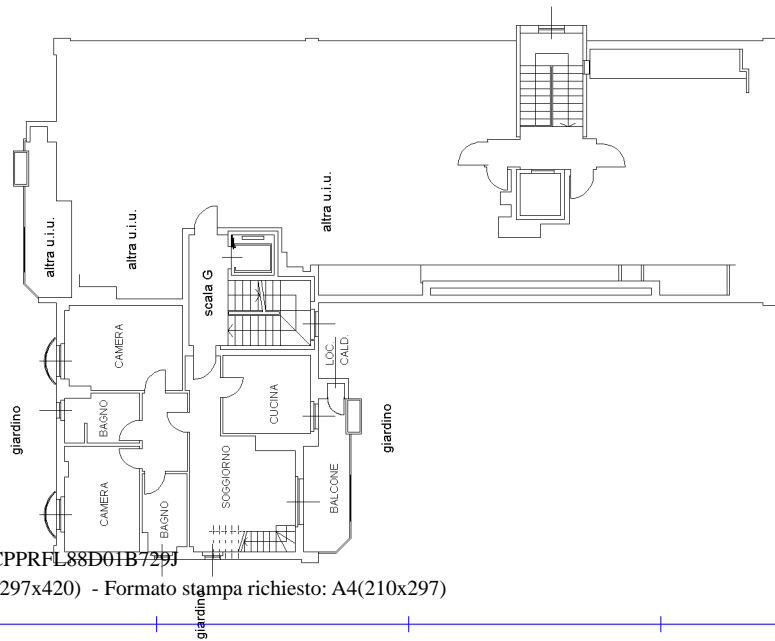 altra u.i.u.
altra u.i.u.
altra u.i.u.
scala G
CAMERA
LOC.
CALD.
BAGNO
CUCINA
giardino
giardino
CAMERA
BAGNO
SOGGIORNO
BALCONE
CPPRFL88D01B729J
297x420) - Formato stampa richiesto: A4(210x297)
giardino